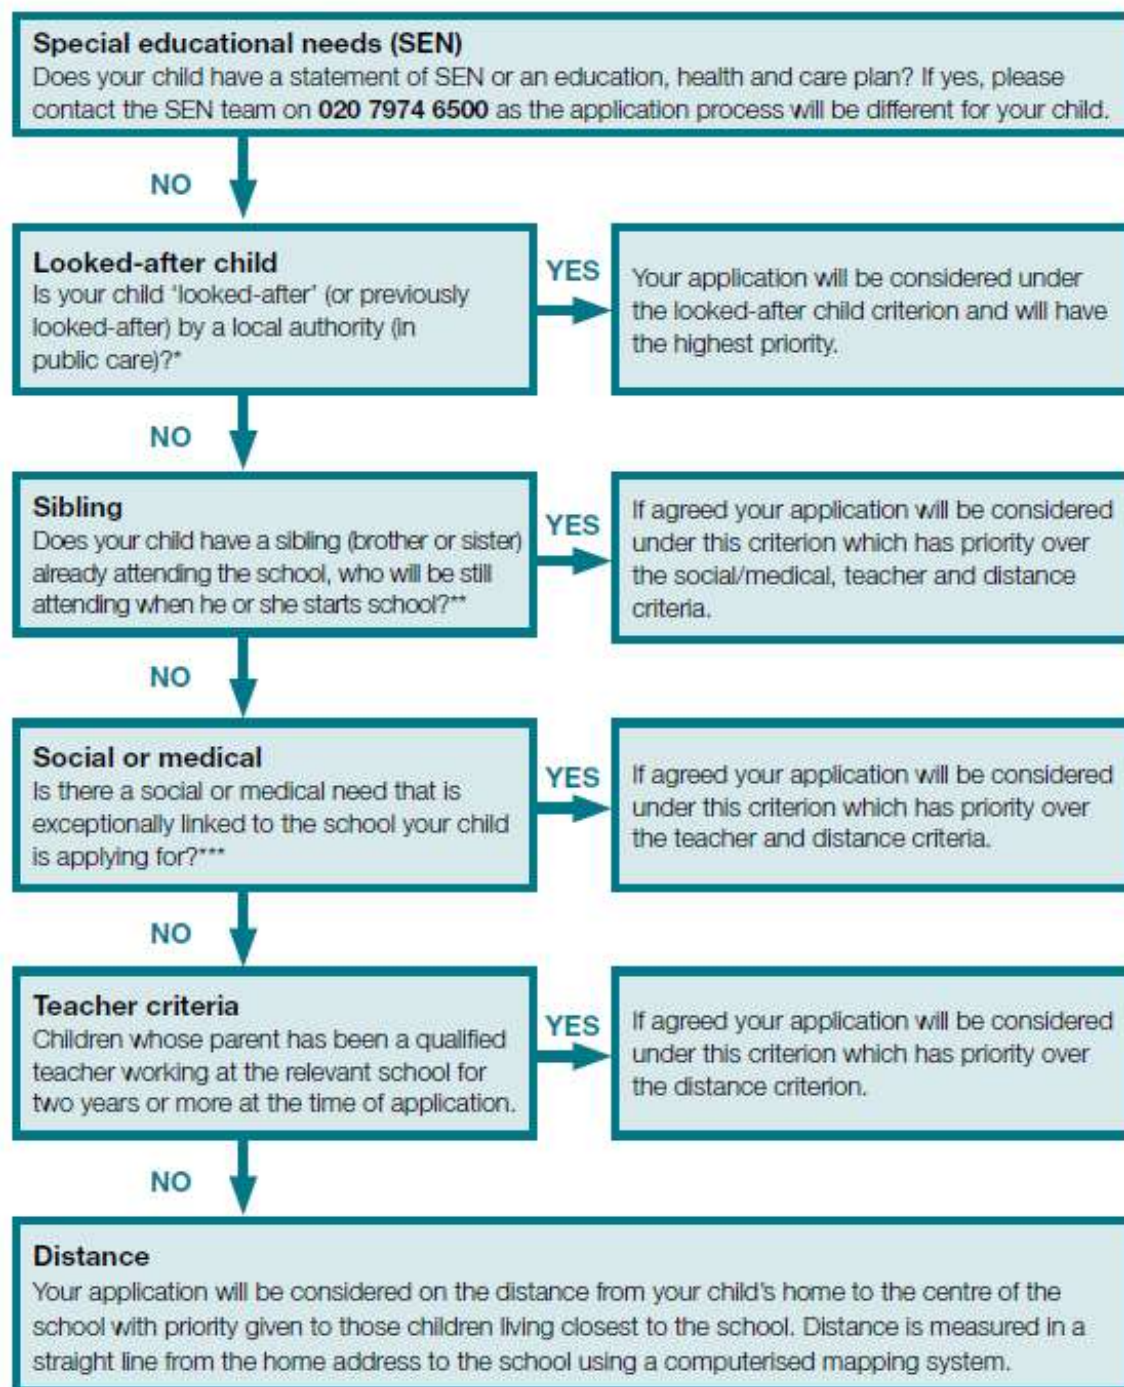 Special educational needs (SEN)
Does your child have a statement of SEN or an education, health and care plan? If yes, please
contact the SEN team on 020 7974 6500 as the application process will be different for your child.
NO
Looked-after child
Is your child 'looked-after' (or previously
looked-after) by a local authority (in
public care)?*
YES
Your application will be considered under
the looked-after child criterion and will have
the highest priority.
NO
Sibling
Does your child have a sibling (brother or sister)
already attending the school, who will be still
attending when he or she starts school?**
YES
If agreed your application will be considered
under this criterion which has priority over
the social/medical, teacher and distance
criteria.
NO
Social or medical
Is there a social or medical need that is
exceptionally linked to the school your child
is applying for?***
YES
If agreed your application will be considered
under this criterion which has priority over
the teacher and distance criteria.
NO
Teacher criteria
Children whose parent has been a qualified
teacher working at the relevant school for
two years or more at the time of application.
YES
If agreed your application will be considered
under this criterion which has priority over
the distance criterion.
NO
Distance
Your application will be considered on the distance from your child's home to the centre of the
school with priority given to those children living closest to the school. Distance is measured in a
straight line from the home address to the school using a computerised mapping system.